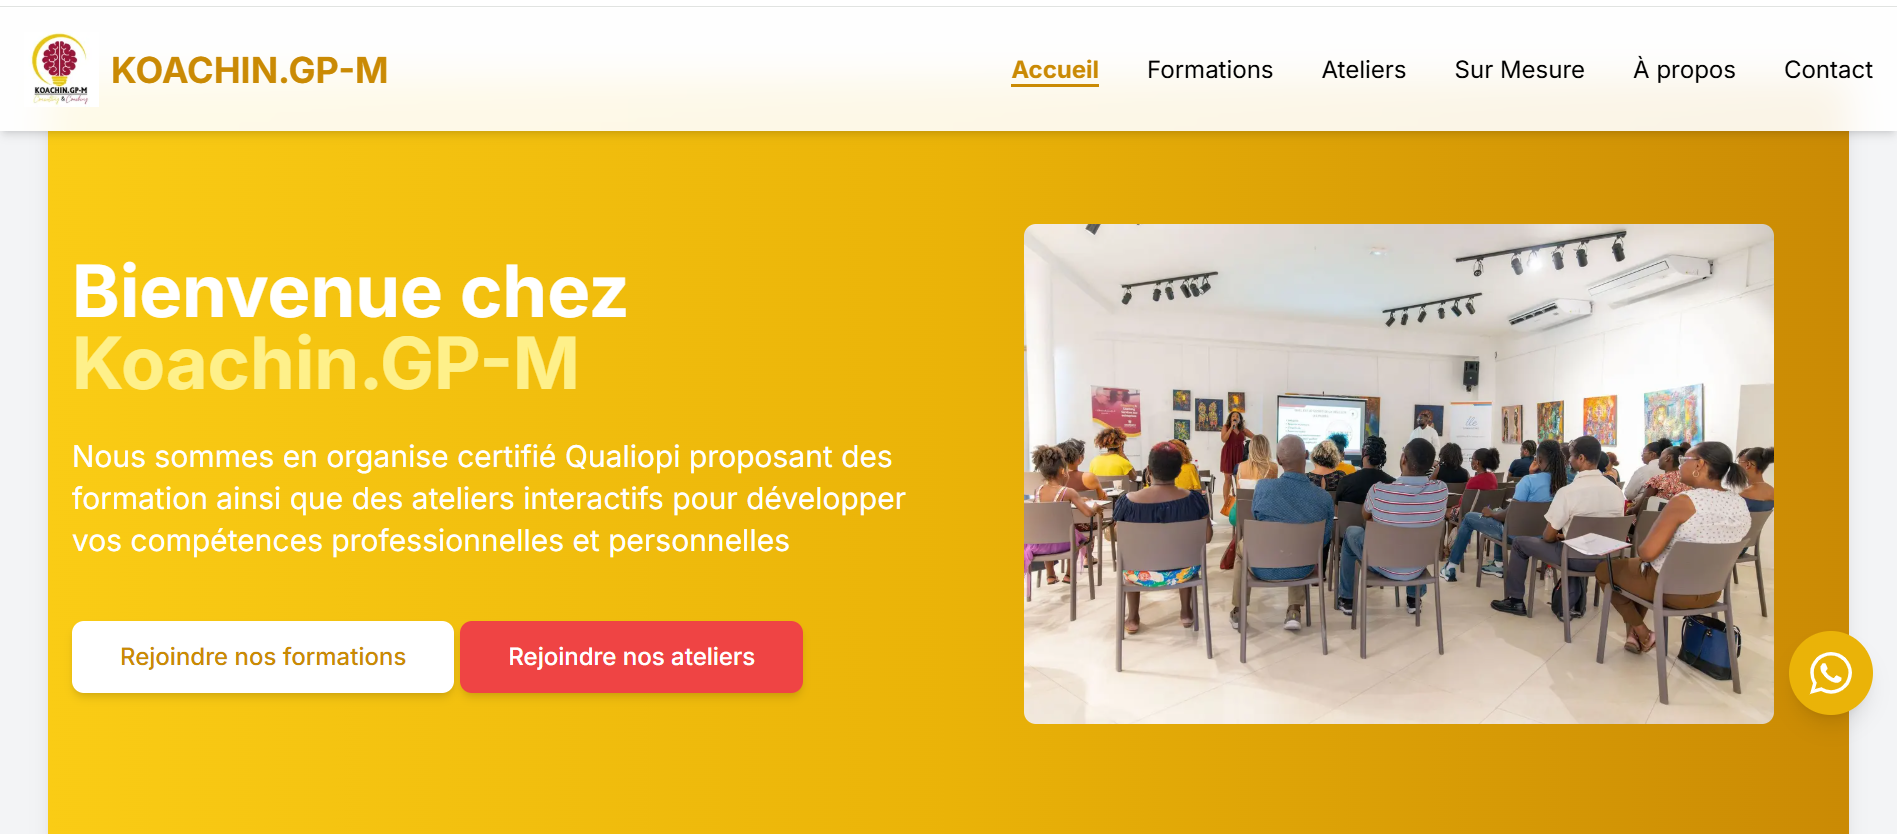 KOACHIN.GP-M
Consulting & Coaching
KOACHIN.GP-M
Accueil
Formations
Ateliers
Sur Mesure
À propos
Contact
Bienvenue chez
Koachin.GP-M
Nous sommes en organise certifié Qualiopi proposant des
formation ainsi que des ateliers interactifs pour développer
vos compétences professionnelles et personnelles
Rejoindre nos formations
Rejoindre nos ateliers